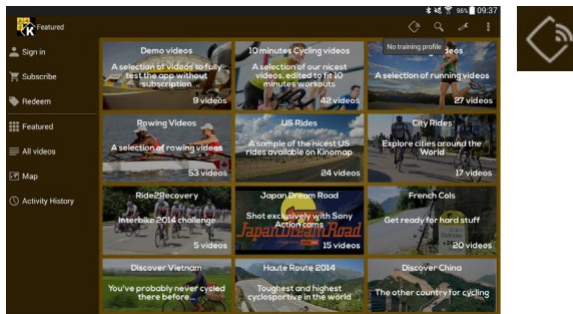 96% 09:37
Featured
No training profile
Sign in
Subscribe
Redeem
Featured
All videos
Map
Activity History
Demo videos
A selection of videos to fully
test the app without
subscription
9 videos
10 minutes Cycling videos
A selection of our nicest
videos, edited to fit 10
minutes workouts
42 videos
A selection of running videos
27 videos
Rowing Videos
A selection of rowing videos
53 videos
US Rides
A sample of the nicest US
rides available on Kinomap
24 videos
City Rides
Explore cities around the
World
17 videos
Ride2Recovery
Interbike 2014 challenge
5 videos
Japan Dream Road
Shot exclusively with Sony
Action cams
JapanDreamRoad
15 videos
French Cols
Get ready for hard stuff
20 videos
Discover Vietnam
You've probably never cycled
there before...
Haute Route 2014
Toughest and highest
cyclosportive in the world
Discover China
The other country for cycling